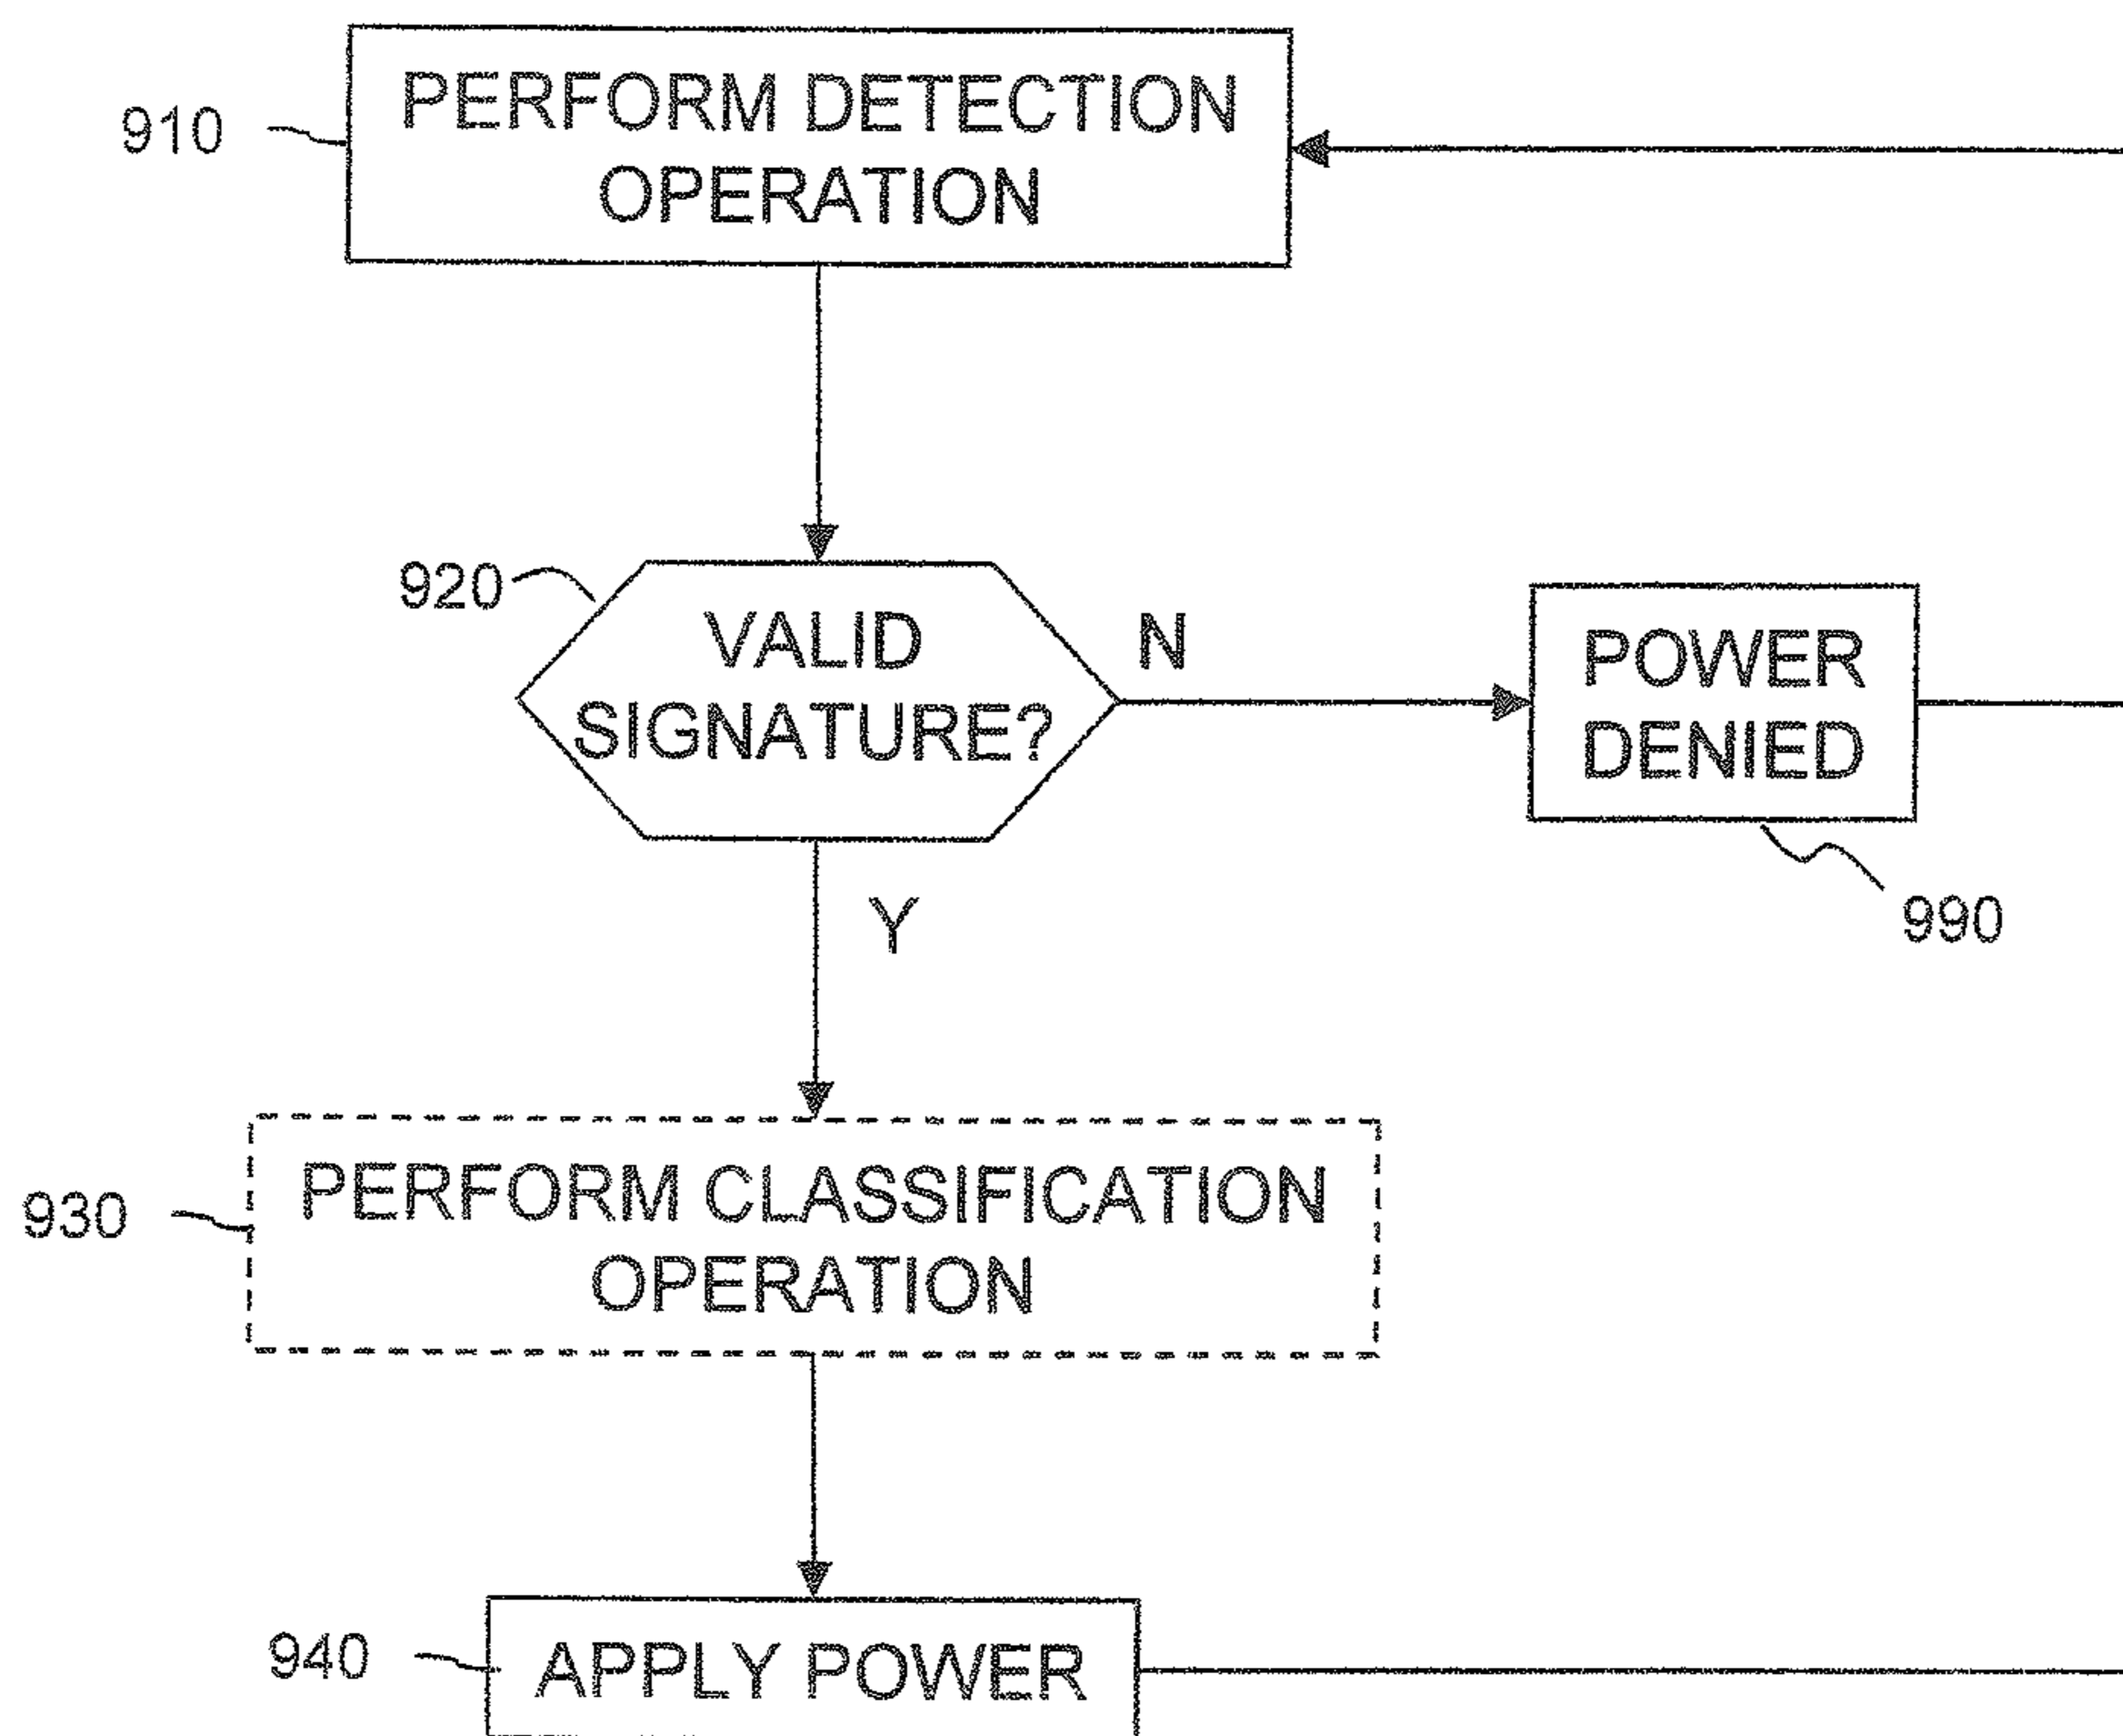 910
PERFORM DETECTION
OPERATION
920
VALID
SIGNATURE?
N
POWER
DENIED
990
Y
930
PERFORM CLASSIFICATION
OPERATION
940
APPLY POWER